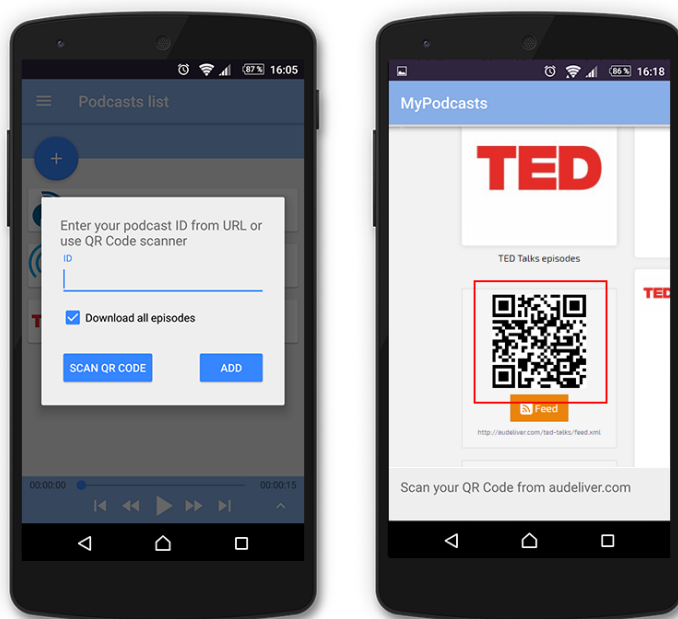 87% 16:05
Podcasts list
+
Enter your podcast ID from URL or
use QR Code scanner
ID
Download all episodes
SCAN QR CODE
ADD
00:00:00
00:00:15
86% 16:18
MyPodcasts
TED
TED Talks episodes
TED
Feed
http://audeliver.com/ted-talks/feed.xml
Scan your QR Code from audeliver.com